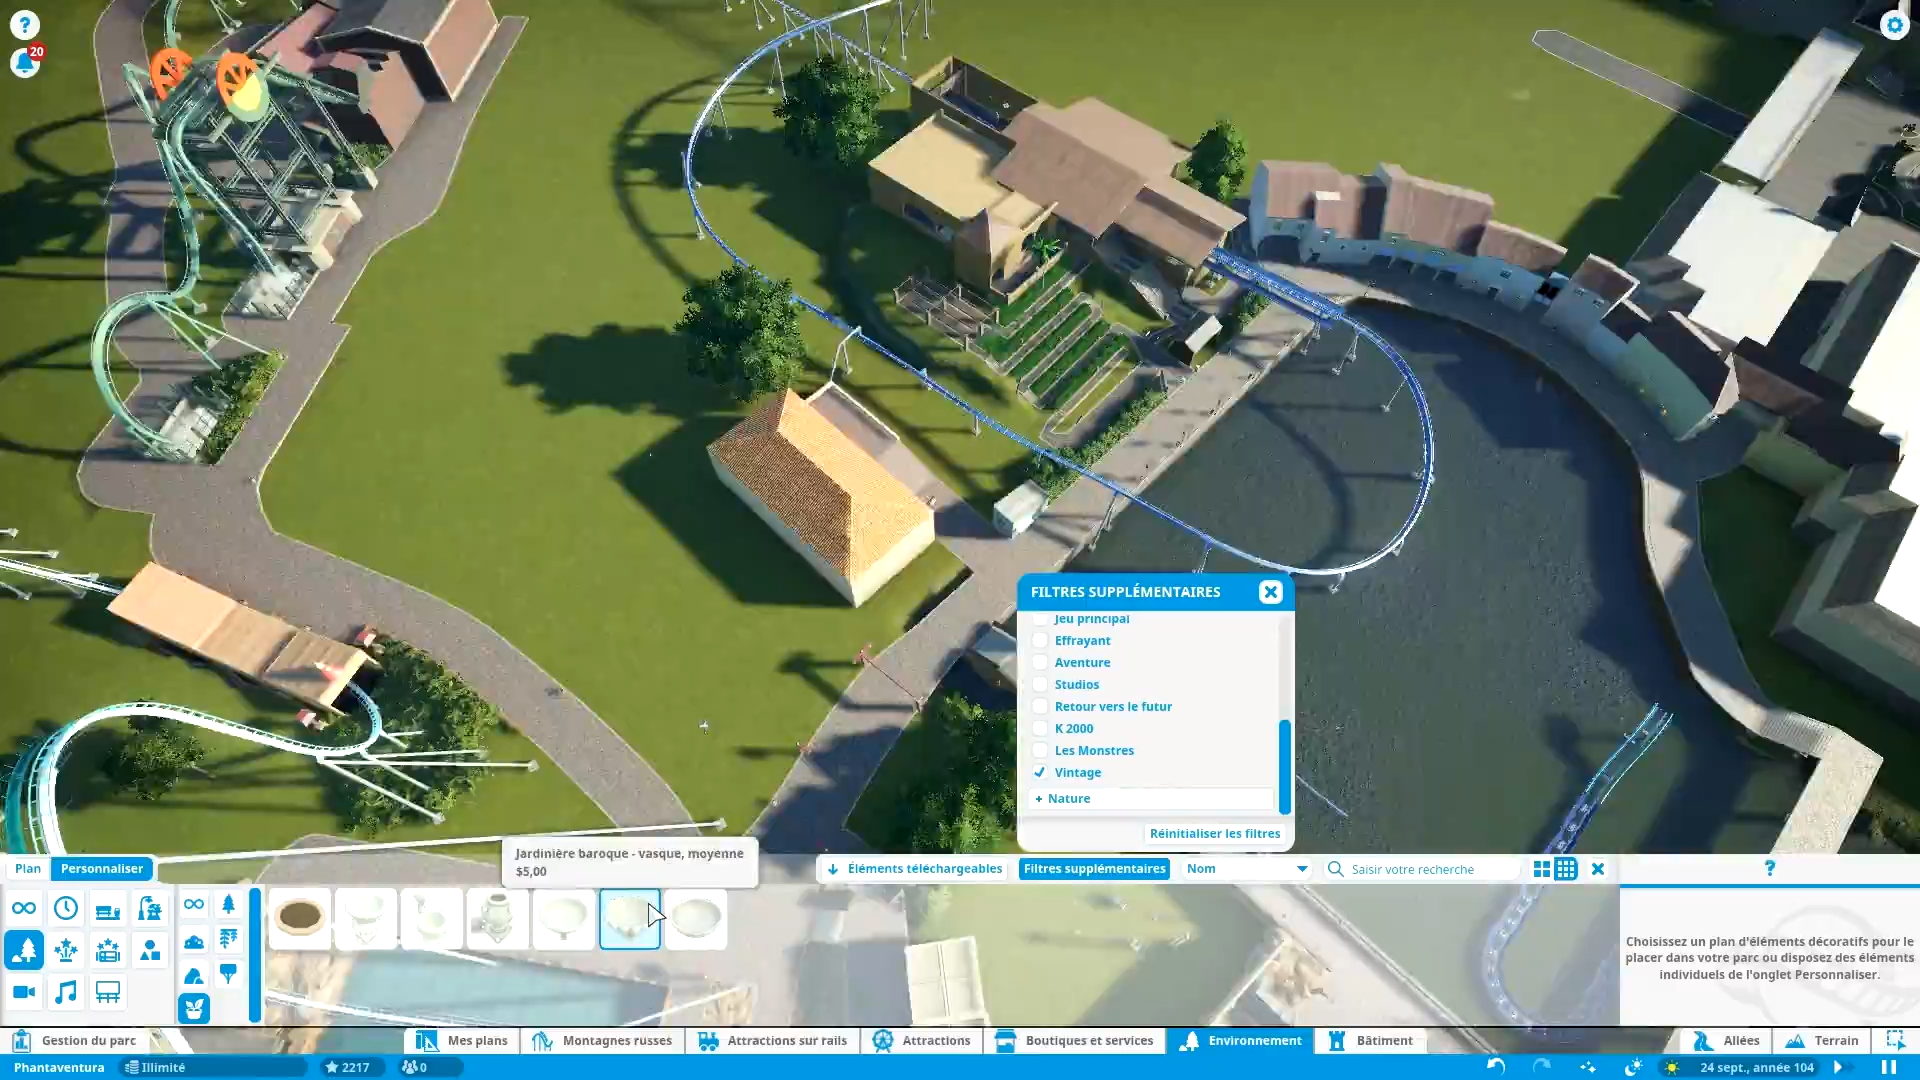 ?
20
FILTRES SUPPLÉMENTAIRES
Jeu principal
Effrayant
Aventure
Studios
Retour vers le futur
K 2000
Les Monstres
Vintage
+ Nature
Réinitialiser les filtres
Jardinière baroque - vasque, moyenne
$5,00
Plan
Personnaliser
Éléments téléchargeables
Filtres supplémentaires
Nom
Saisir votre recherche
?
Choisissez un plan d'éléments décoratifs pour le
placer dans votre parc ou disposez des éléments
individuels de l'onglet Personnaliser.
Gestion du parc
Mes plans
Montagnes russes
Attractions sur rails
Attractions
Boutiques et services
Environnement
Bâtiment
Allées
Terrain
Phantaventura
Illimité
2217
0
24 sept., année 104